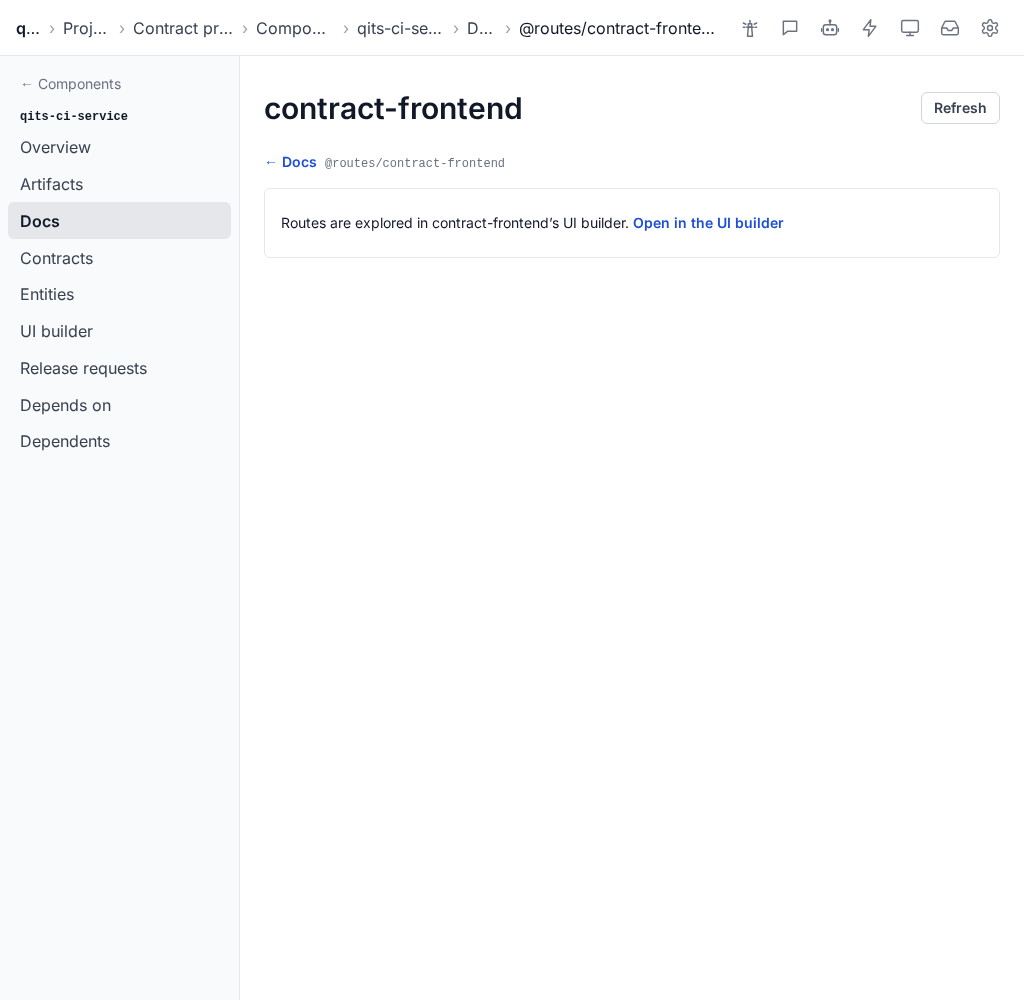 q… › Proj… › Contract pr… › Compo… › qits-ci-se… › D… › @routes/contract-fronte…
← Components
qits-ci-service
Overview
Artifacts
Docs
Contracts
Entities
UI builder
Release requests
Depends on
Dependents
contract-frontend
Refresh
← Docs @routes/contract-frontend
Routes are explored in contract-frontend’s UI builder. Open in the UI builder